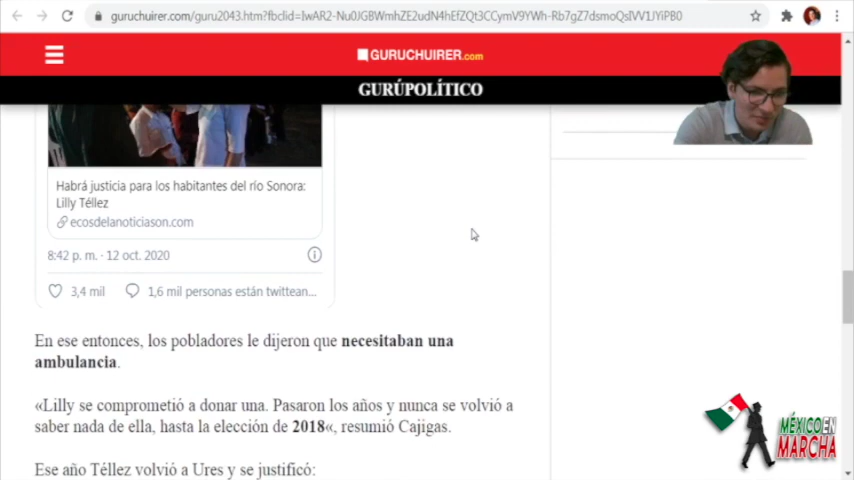 guruchuirer.com/guru2043.htm?fbclid=IwAR2-Nu0JGBWmhZE2udN4hEfZQt3CCymV9YWh-Rb7gZ7dsmoQsIVV1JYiPB0
GURUCHUIRER.com
GURÚPOLÍTICO
Habrá justicia para los habitantes del río Sonora:
Lilly Téllez
ecosdelanoticiason.com
8:42 p. m. · 12 oct. 2020
3,4 mil 1,6 mil personas están twittean...
En ese entonces, los pobladores le dijeron que necesitaban una
ambulancia.
«Lilly se comprometió a donar una. Pasaron los años y nunca se volvió a
saber nada de ella, hasta la elección de 2018«, resumió Cajigas.
Ese año Téllez volvió a Ures y se justificó:
MÉXICO EN
MARCHA